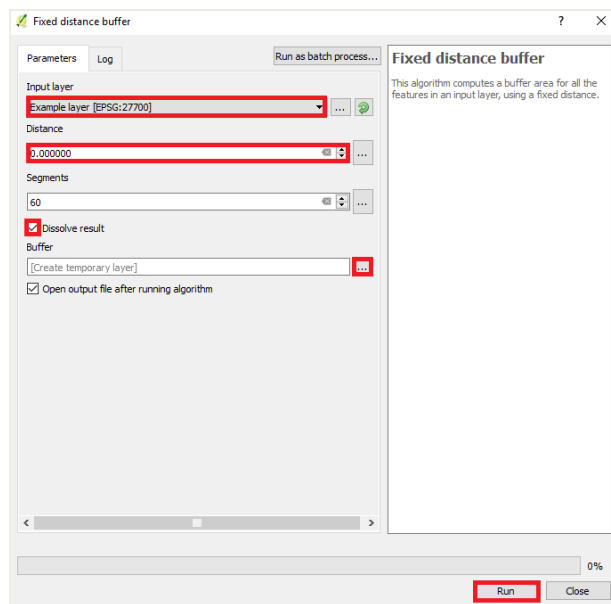 Fixed distance buffer
?
Parameters
Log
Run as batch process...
Input layer
Example layer [EPSG:27700]
...
Distance
0.000000
...
Segments
60
...
Dissolve result
Buffer
[Create temporary layer]
...
Open output file after running algorithm
Fixed distance buffer
This algorithm computes a buffer area for all the
features in an input layer, using a fixed distance.
0%
Run
Close